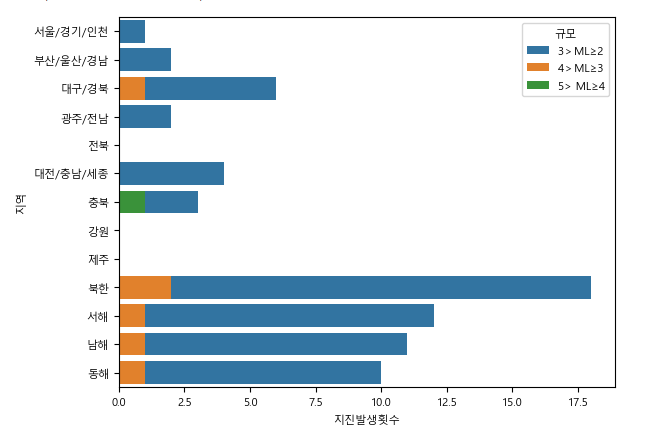 서울/경기/인천
부산/울산/경남
대구/경북
광주/전남
전북
대전/충남/세종
충북
강원
제주
북한
서해
남해
동해
지역
규모
3> ML≥2
4> ML≥3
5> ML≥4
0.0 2.5 5.0 7.5 10.0 12.5 15.0 17.5
지진발생횟수